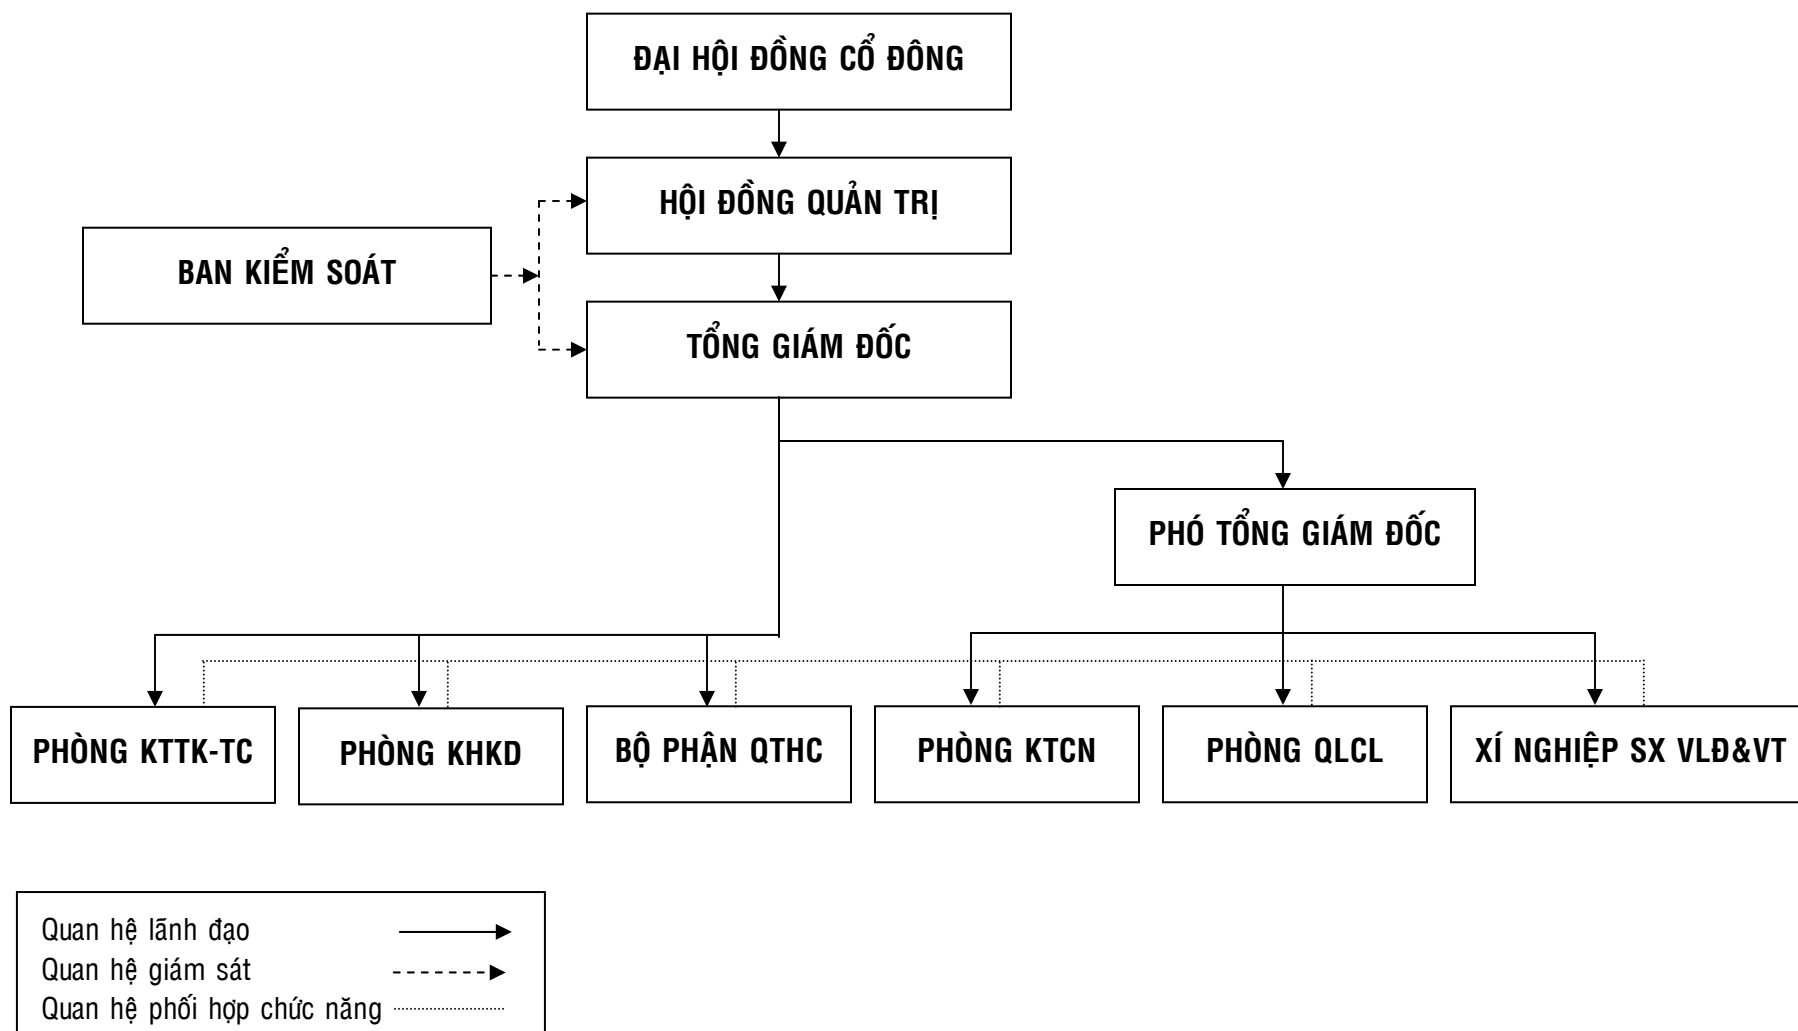 ĐẠI HỘI ĐỒNG CỔ ĐÔNG
HỘI ĐỒNG QUẢN TRỊ
BAN KIỂM SOÁT
TỔNG GIÁM ĐỐC
PHÓ TỔNG GIÁM ĐỐC
PHÒNG KTTK-TC
PHÒNG KHKD
BỘ PHẬN QTHC
PHÒNG KTCN
PHÒNG QLCL
XÍ NGHIỆP SX VLĐ&VT
Quan hệ lãnh đạo
Quan hệ giám sát
Quan hệ phối hợp chức năng